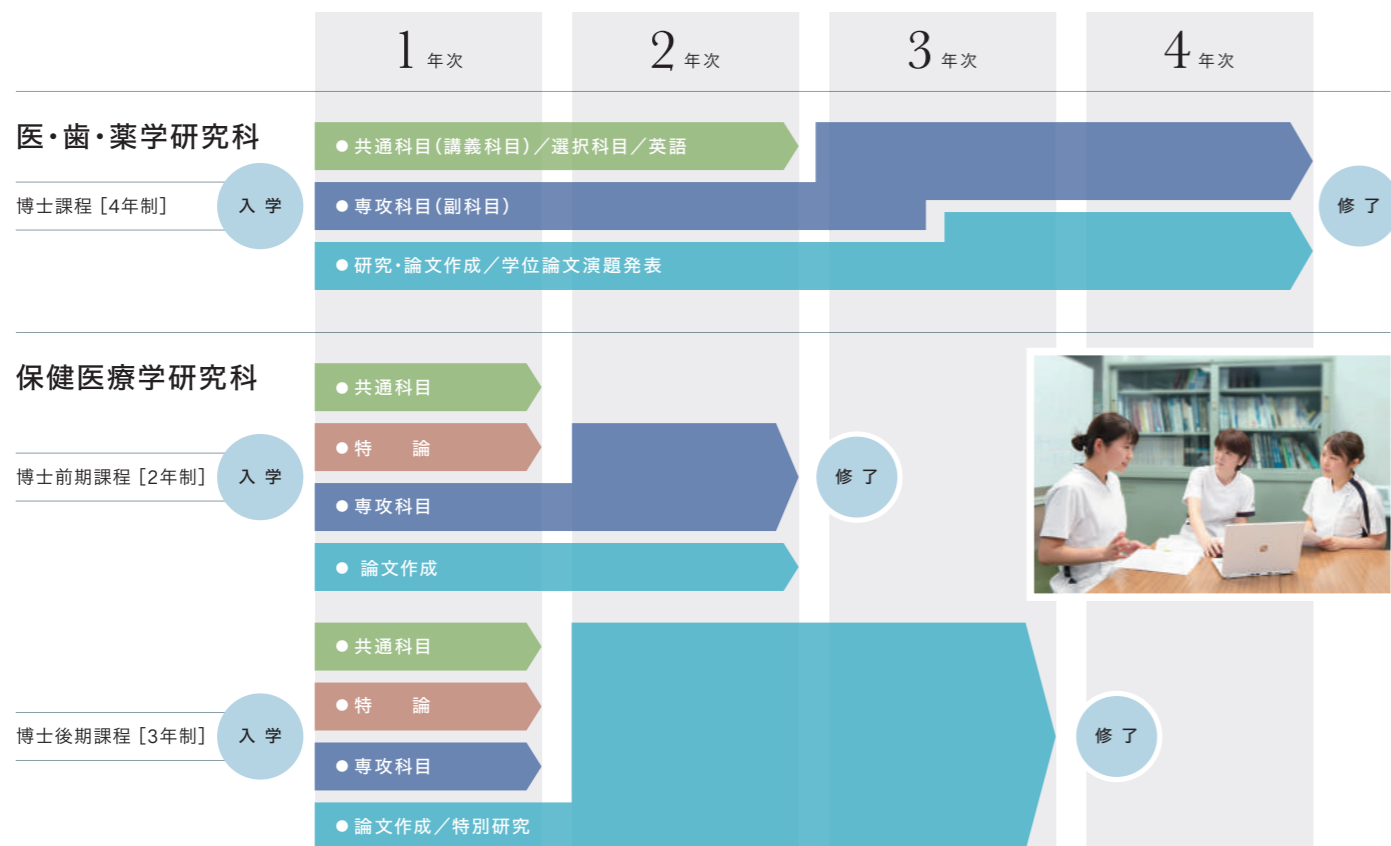 1 年次
2 年次
3 年次
4 年次
医・歯・薬学研究科
●共通科目(講義科目)／選択科目／英語
博士課程 [4年制]
入 学
●専攻科目(副科目)
修 了
●研究・論文作成／学位論文演題発表
保健医療学研究科
●共通科目
●特　　論
博士前期課程 [2年制]
入 学
修 了
●専攻科目
● 論文作成
●共通科目
●特　　論
博士後期課程 [3年制]
入 学
修 了
●専攻科目
●論文作成／特別研究